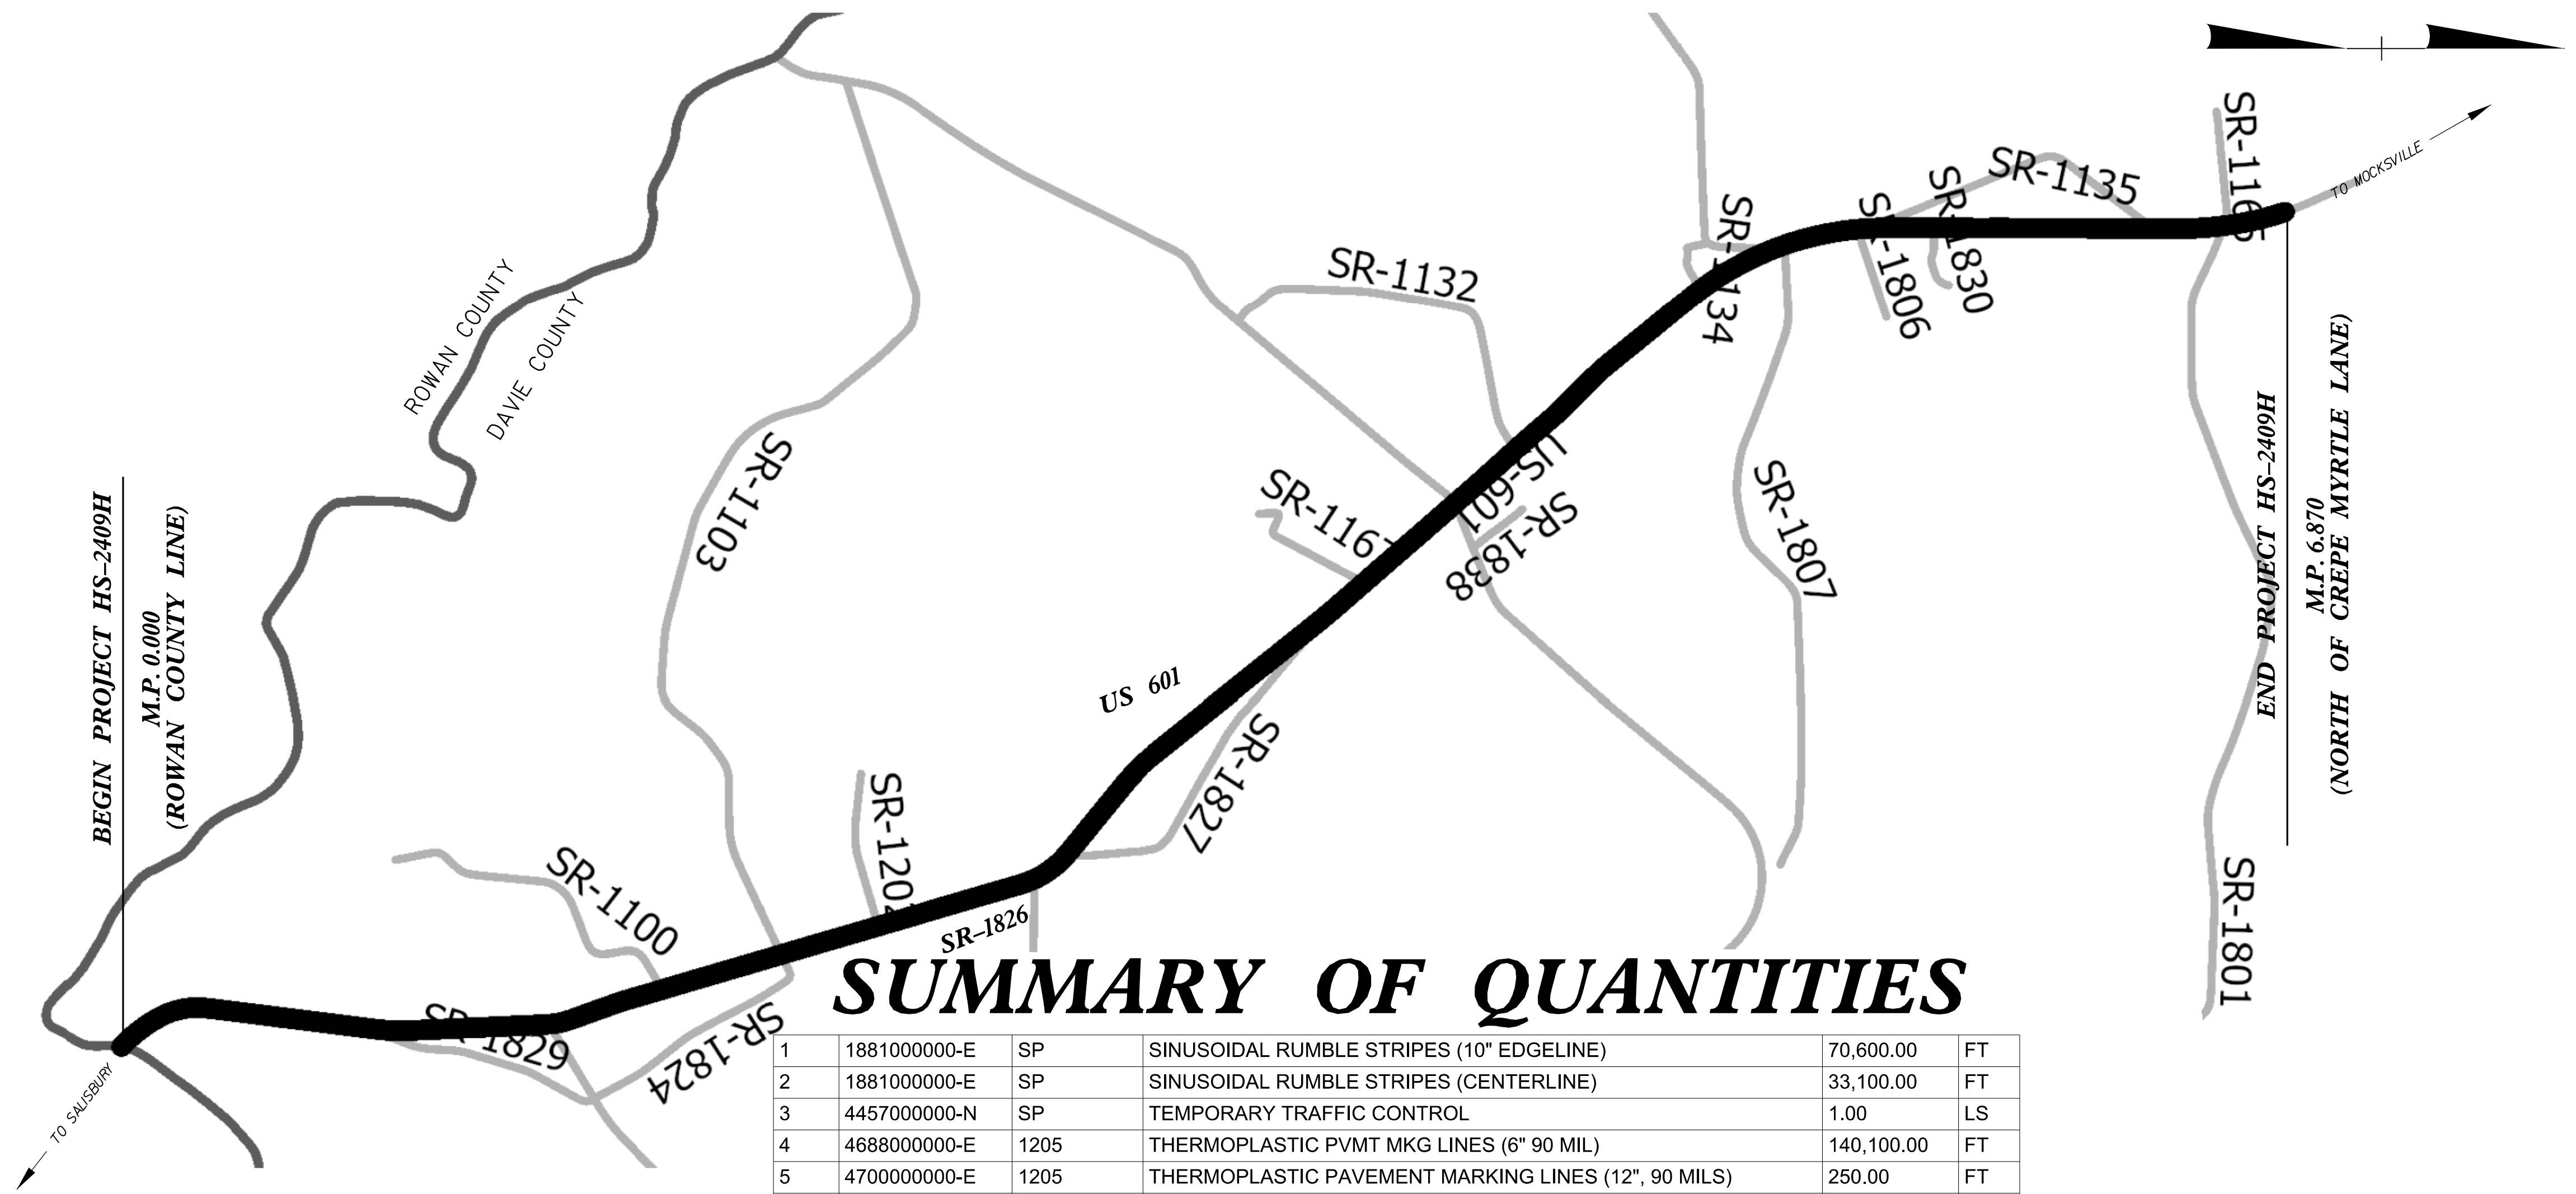 SR-1165
TO MOCKSVILLE
SR-1135
SR-1830
SR-1806
SR-1134
SR-1132
ROWAN COUNTY
DAVIE COUNTY
SR-1103
US-601
SR-1838
SR-1167
SR-1807
BEGIN PROJECT HS-2409H
M.P. 0.000
(ROWAN COUNTY LINE)
END PROJECT HS-2409H
M.P. 6.870
(NORTH OF CREPE MYRTLE LANE)
US 601
SR-1827
SR-1202
SR-1100
SR-1826
SR-1801
SR-1829
SR-1824
TO SALISBURY
SUMMARY OF QUANTITIES
1 1881000000-E SP SINUSOIDAL RUMBLE STRIPES (10" EDGELINE) 70,600.00 FT
2 1881000000-E SP SINUSOIDAL RUMBLE STRIPES (CENTERLINE) 33,100.00 FT
3 4457000000-N SP TEMPORARY TRAFFIC CONTROL 1.00 LS
4 4688000000-E 1205 THERMOPLASTIC PVMT MKG LINES (6" 90 MIL) 140,100.00 FT
5 4700000000-E 1205 THERMOPLASTIC PAVEMENT MARKING LINES (12", 90 MILS) 250.00 FT